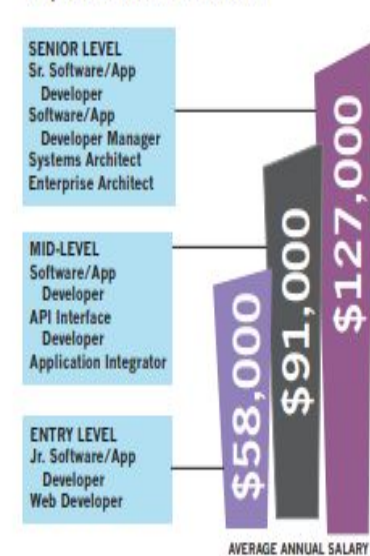 SENIOR LEVEL
Sr. Software/App
Developer
Software/App
Developer Manager
Systems Architect
Enterprise Architect
$127,000
MID-LEVEL
Software/App
Developer
API Interface
Developer
Application Integrator
$91,000
ENTRY LEVEL
Jr. Software/App
Developer
Web Developer
$58,000
AVERAGE ANNUAL SALARY